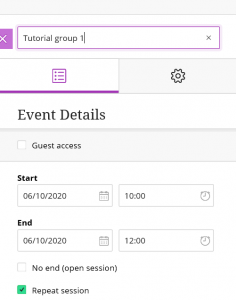 Tutorial group 1
Event Details
Guest access
Start
06/10/2020 10:00
End
06/10/2020 12:00
No end (open session)
Repeat session